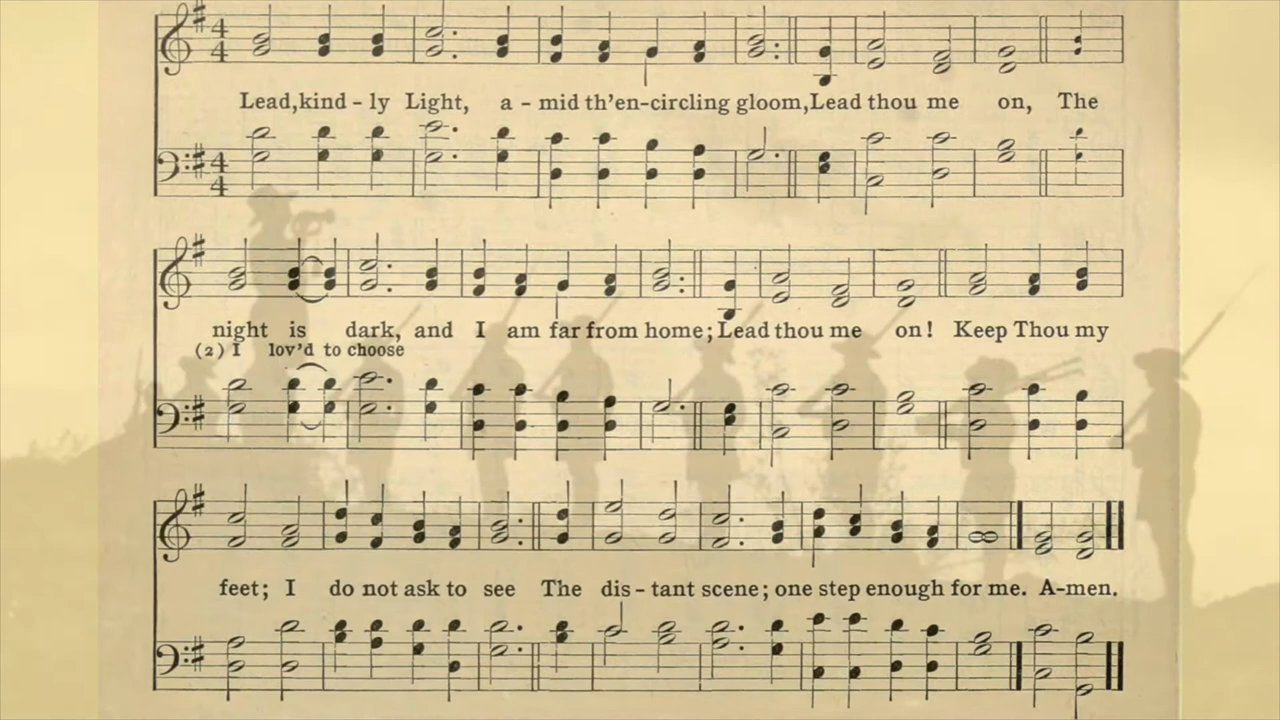 Lead, kind - ly Light, a - mid th'en-circling gloom, Lead thou me on, The
night is dark, and I am far from home; Lead thou me on! Keep Thou my
(2) I lov'd to choose
feet; I do not ask to see The dis - tant scene; one step enough for me. A-men.